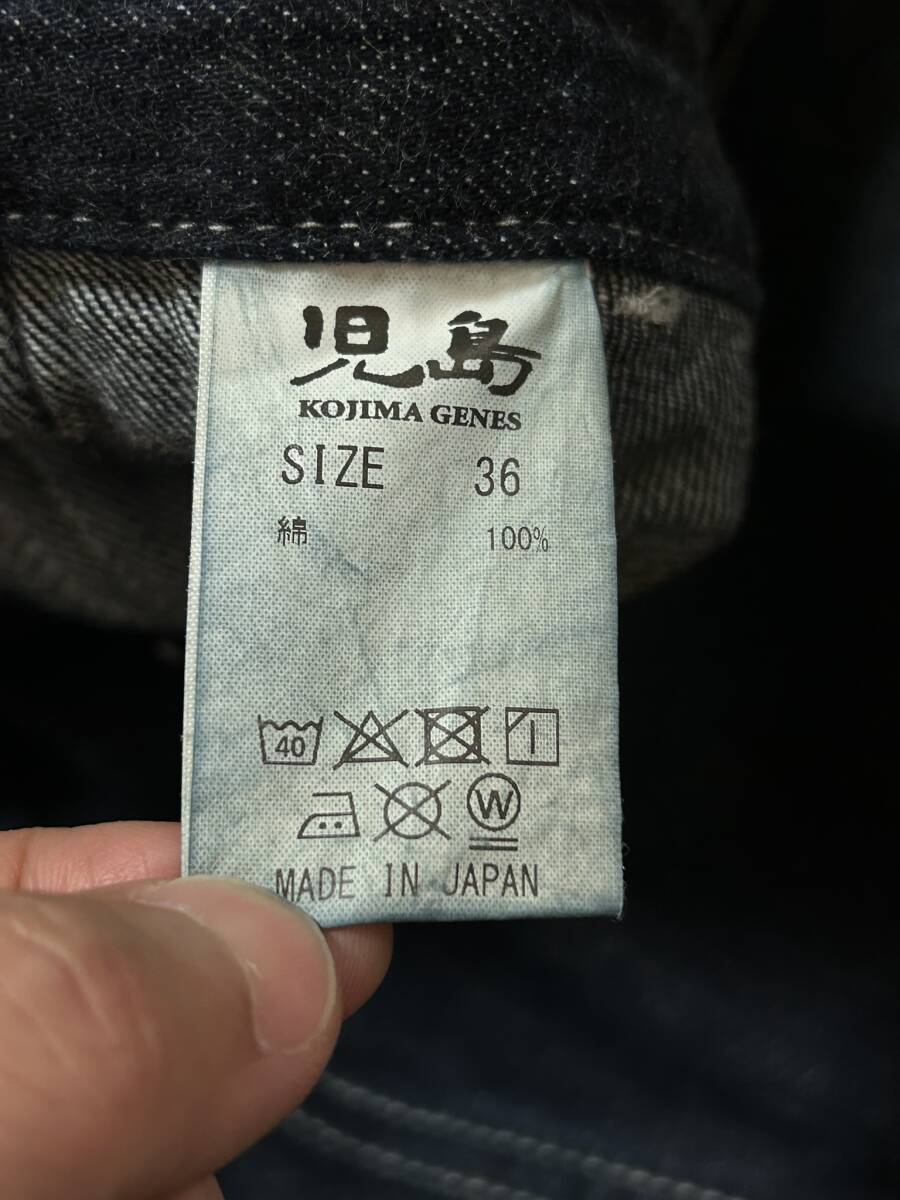 児島
KOJIMA GENES
SIZE 36
綿 100%
40
W
MADE IN JAPAN